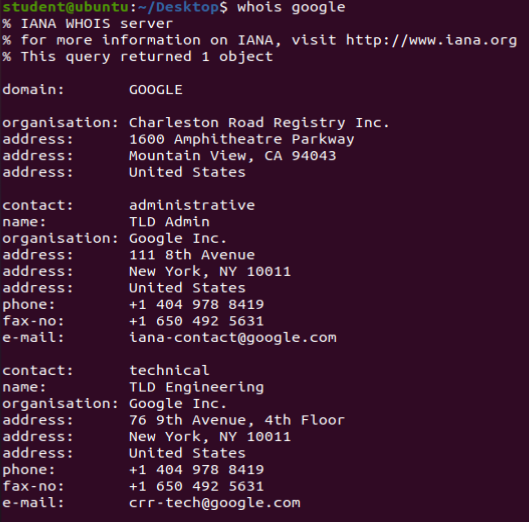 student@ubuntu:~/Desktop$ whois google
% IANA WHOIS server
% for more information on IANA, visit http://www.iana.org
% This query returned 1 object
domain: GOOGLE
organisation: Charleston Road Registry Inc.
address: 1600 Amphitheatre Parkway
address: Mountain View, CA 94043
address: United States
contact: administrative
name: TLD Admin
organisation: Google Inc.
address: 111 8th Avenue
address: New York, NY 10011
address: United States
phone: +1 404 978 8419
fax-no: +1 650 492 5631
e-mail: iana-contact@google.com
contact: technical
name: TLD Engineering
organisation: Google Inc.
address: 76 9th Avenue, 4th Floor
address: New York, NY 10011
address: United States
phone: +1 404 978 8419
fax-no: +1 650 492 5631
e-mail: crr-tech@google.com